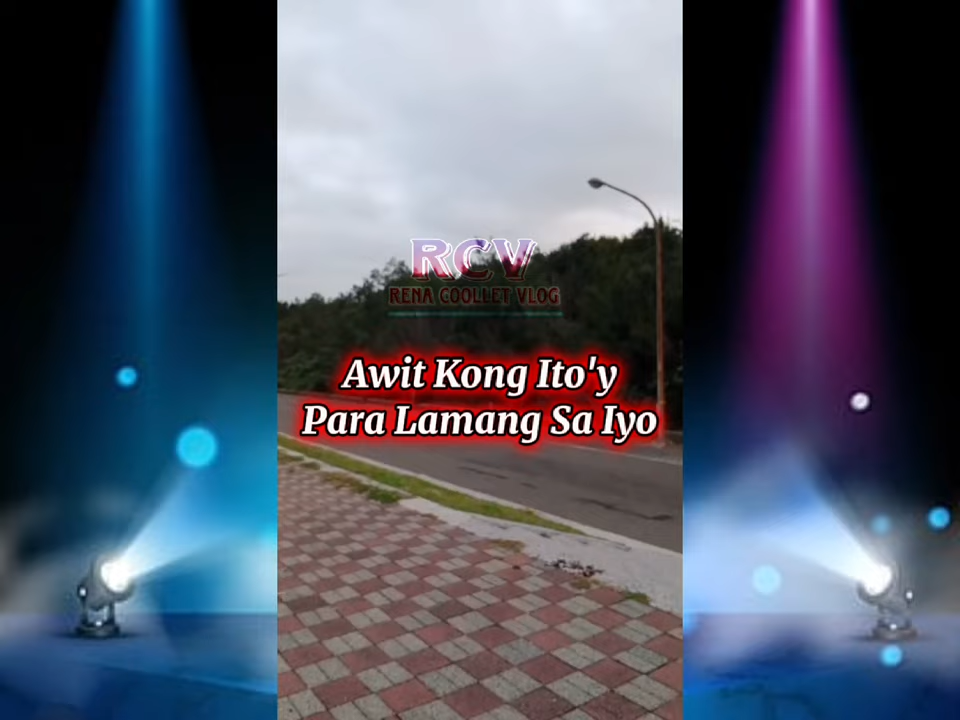 RCV
RENA COOLLET VLOG
Awit Kong Ito'y
Para Lamang Sa Iyo